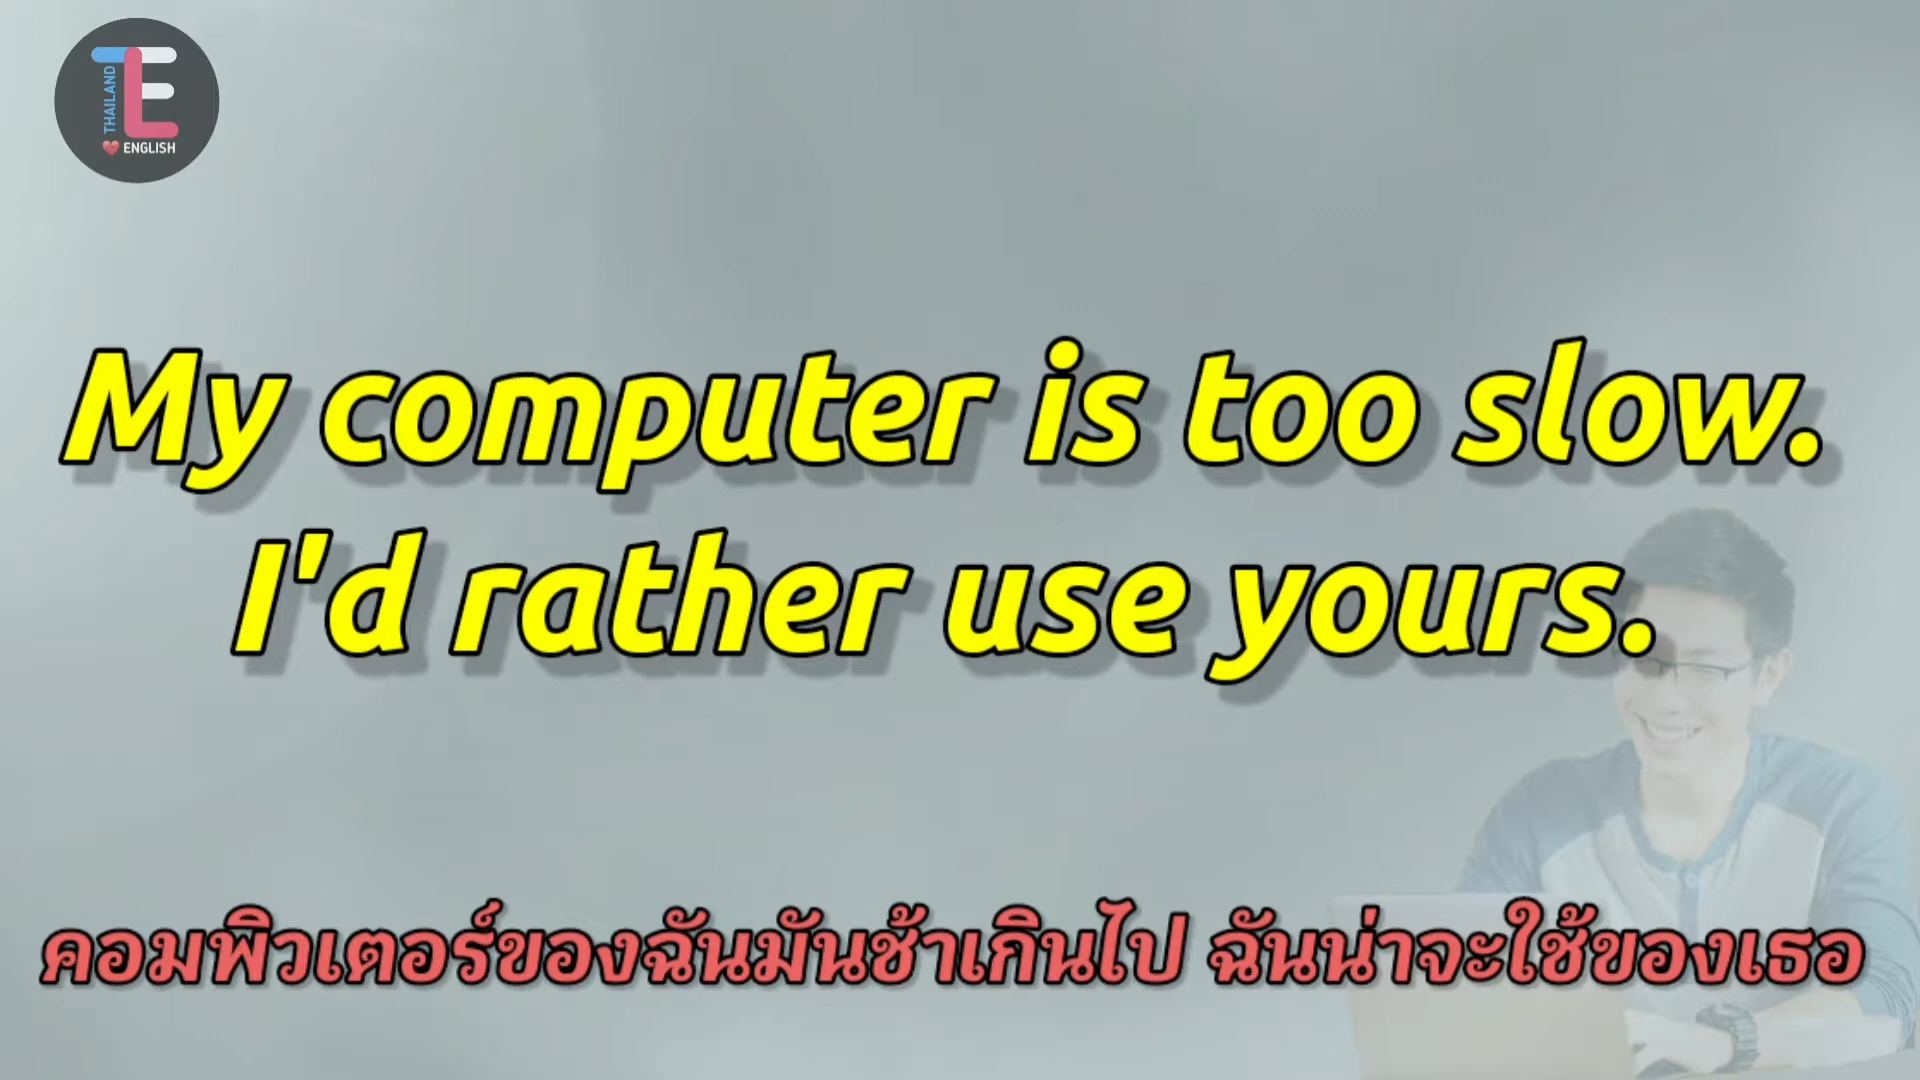 THAILAND
ENGLISH
My computer is too slow.
I'd rather use yours.
คอมพิวเตอร์ของฉันมันช้าเกินไป ฉันน่าจะใช้ของเธอ